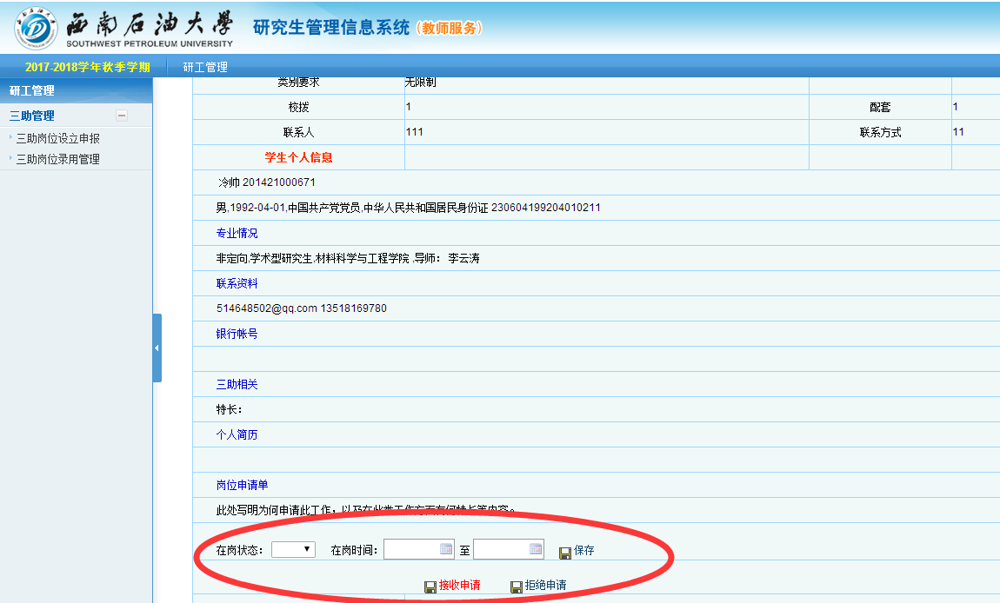 西南石油大学
SOUTHWEST PETROLEUM UNIVERSITY
研究生管理信息系统（教师服务）
2017-2018学年秋季学期 研工管理
研工管理
三助管理
三助岗位设立申报
三助岗位录用管理
类别要求 无限制
校拨 1 配套 1
联系人 111 联系方式 11
学生个人信息
冷帅 201421000671
男,1992-04-01,中国共产党党员,中华人民共和国居民身份证 230604199204010211
专业情况
非定向,学术型研究生,材料科学与工程学院 ,导师： 李云涛
联系资料
514648502@qq.com 13518169780
银行帐号
三助相关
特长：
个人简历
岗位申请单
此处写明为何申请此工作，以及在此类工作方面有何特长等内容。
在岗状态： 在岗时间： 至 保存
接收申请 拒绝申请